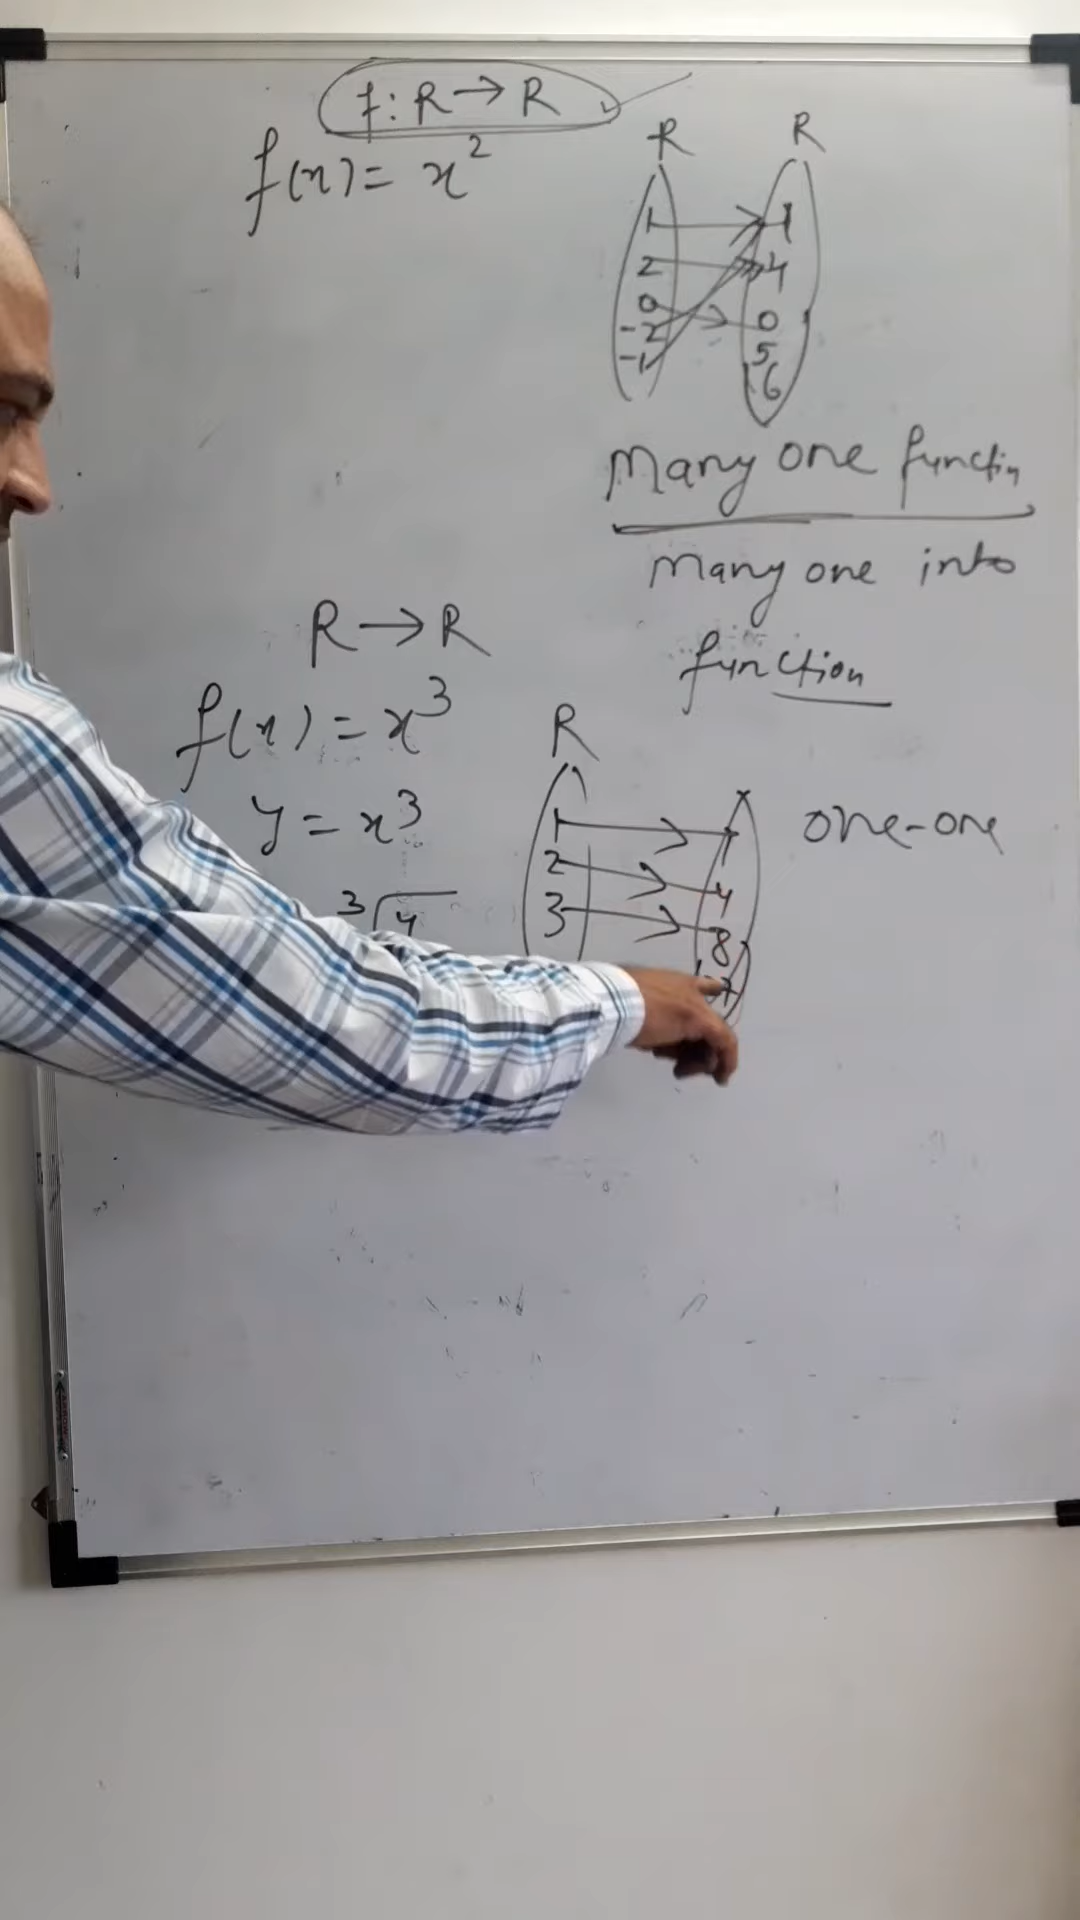 f: R → R
f(x) = x²
R R
1 1
2 4
0 0
-2 5
-1 6
Many one functin
Many one into
function
R → R
f(x) = x³
y = x³
R
1 1
2 4
3 8
one-one